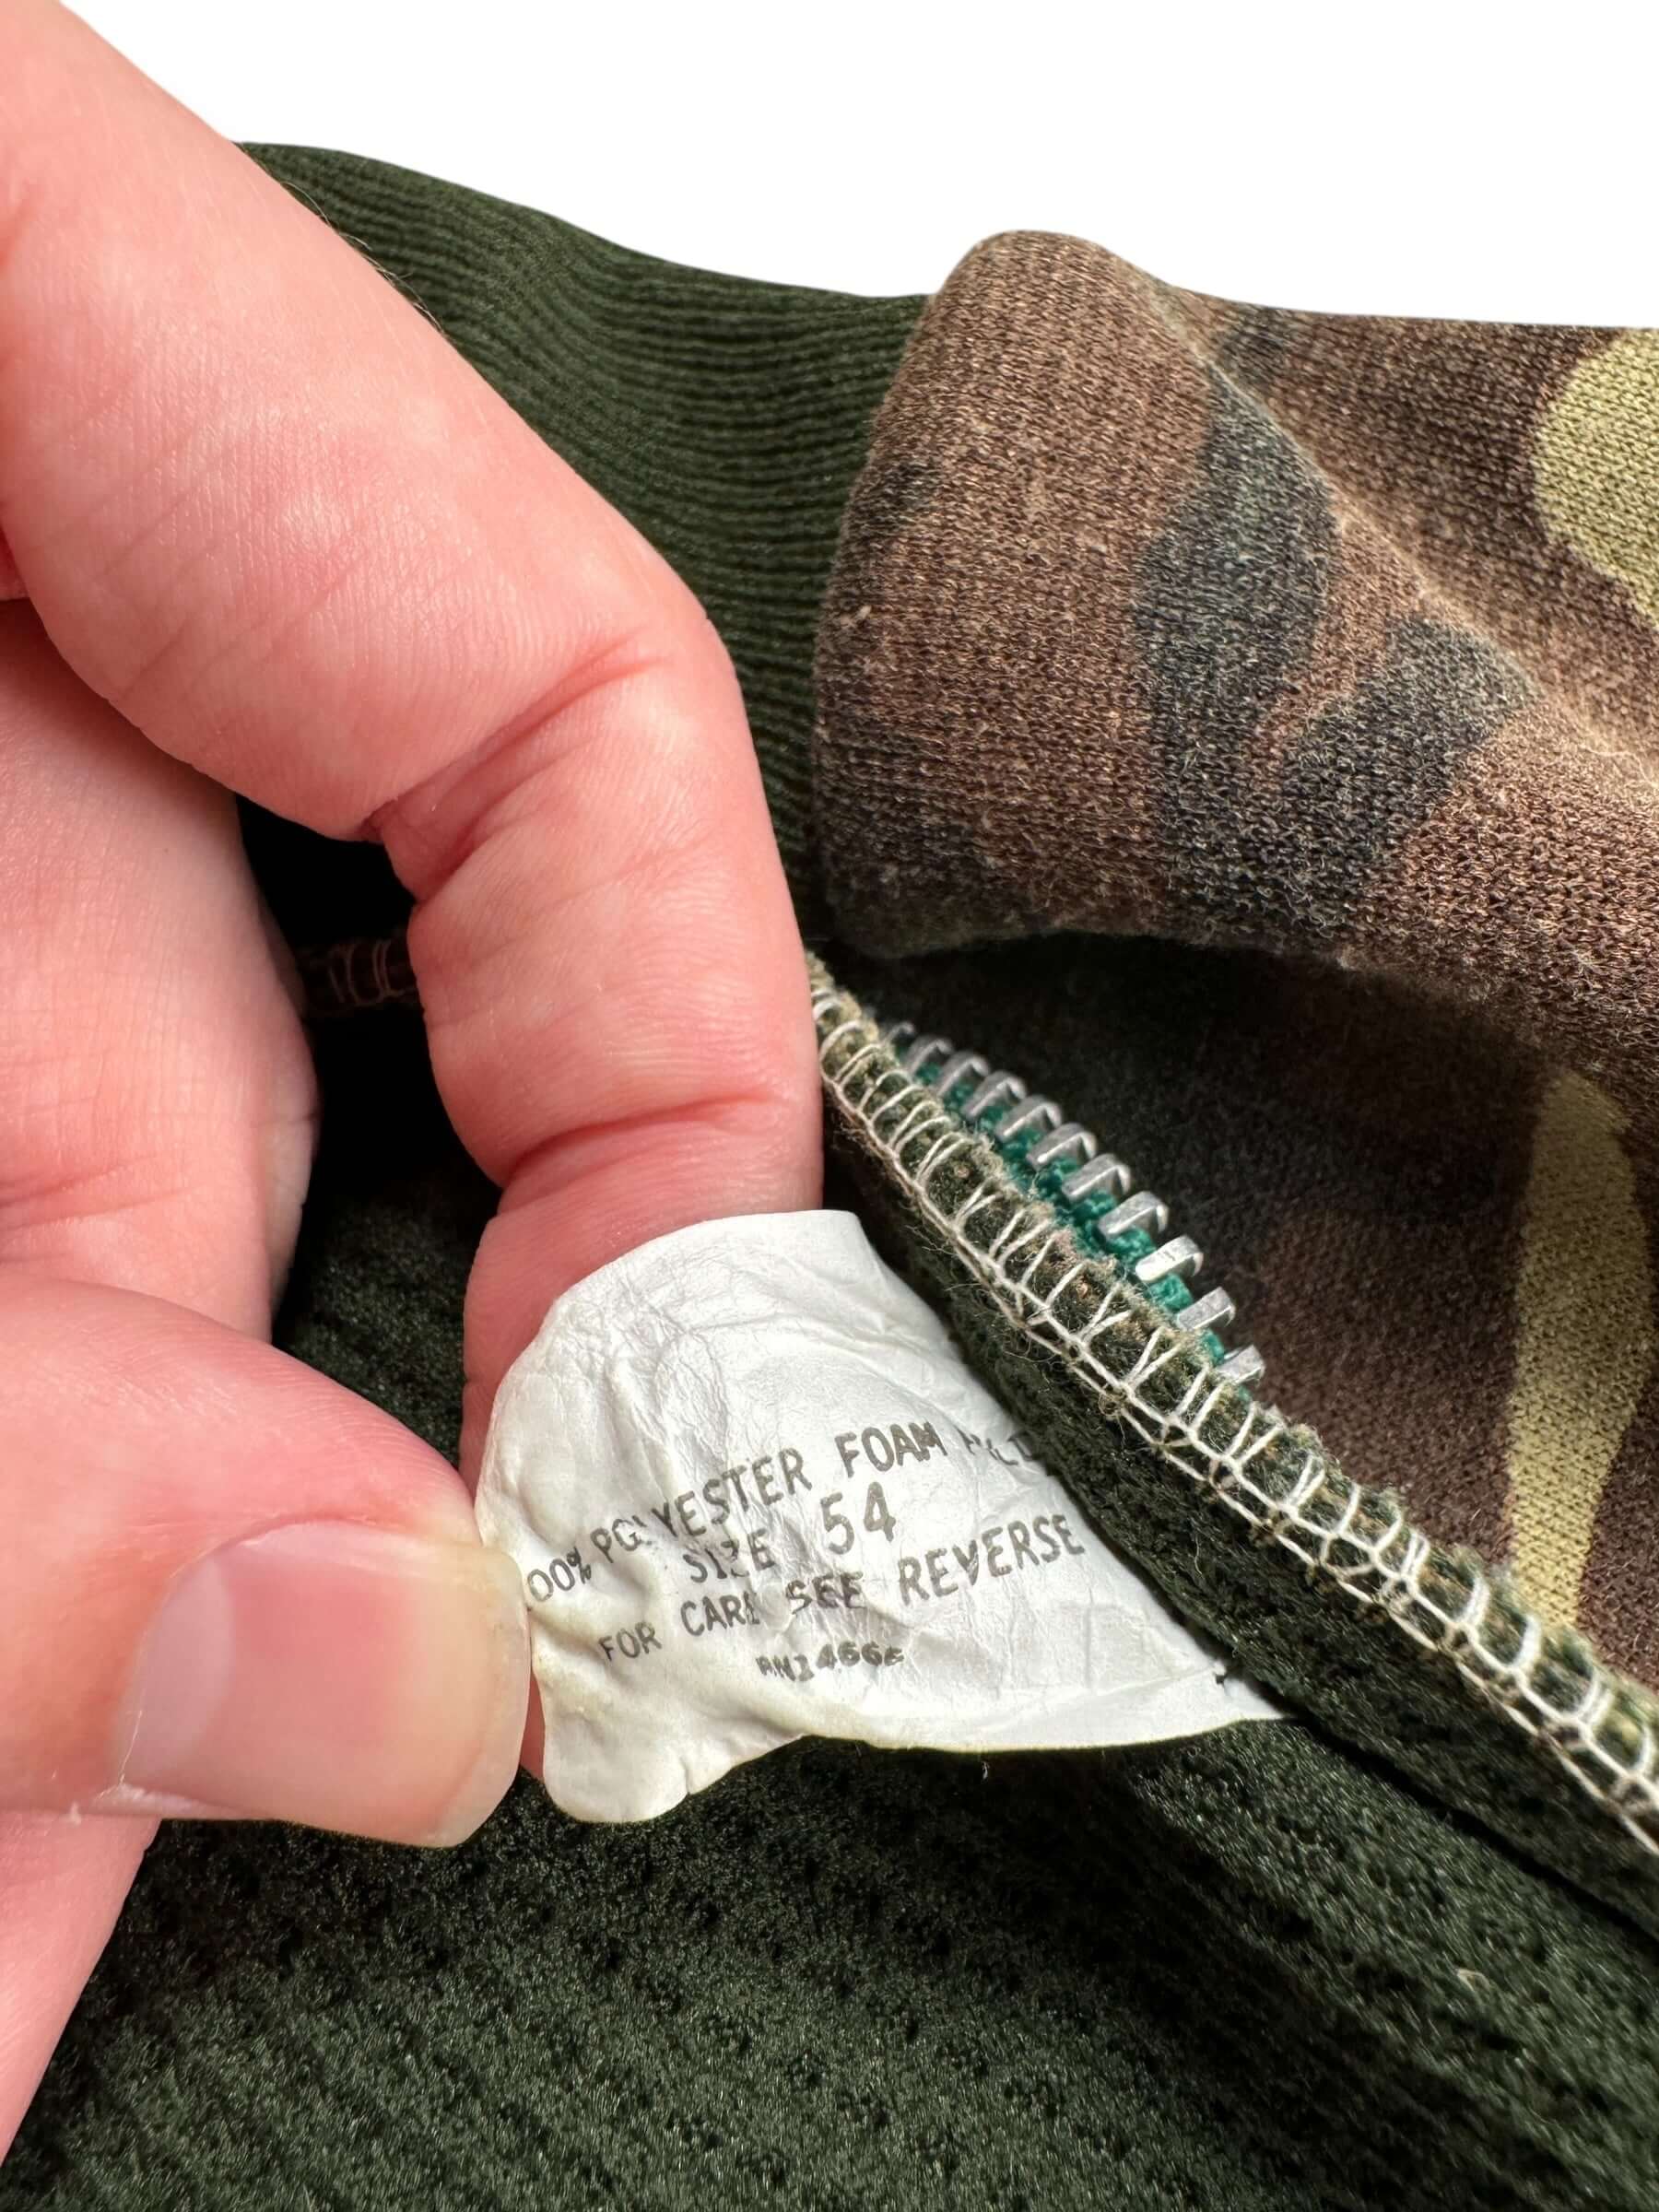 00% POLYESTER FOAM
SIZE 54
FOR CARE SEE REVERSE